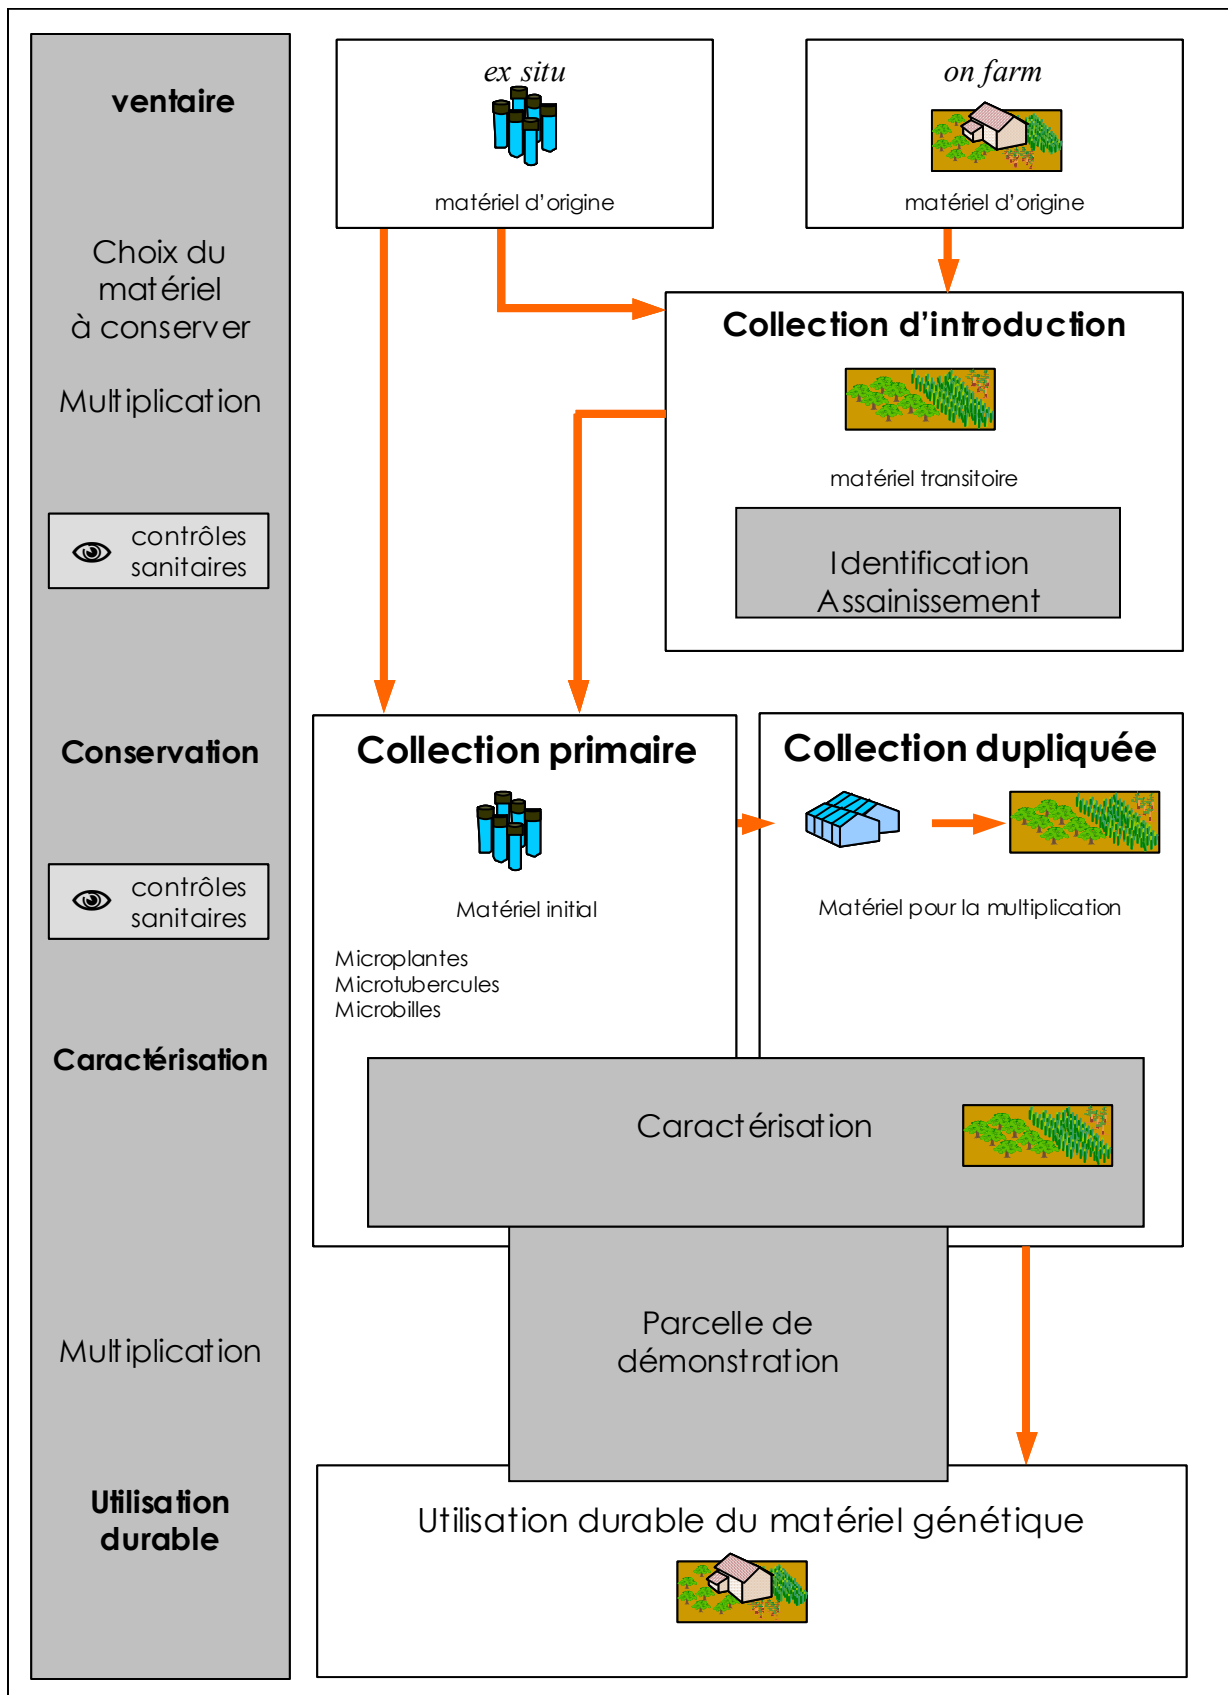 ventaire
Choix du
matériel
à conserver
Multiplication
contrôles
sanitaires
Conservation
contrôles
sanitaires
Caractérisation
Multiplication
Utilisation
durable
ex situ
matériel d'origine
on farm
matériel d'origine
Collection d'introduction
matériel transitoire
Identification
Assainissement
Collection primaire
Matériel initial
Microplantes
Microtubercules
Microbilles
Collection dupliquée
Matériel pour la multiplication
Caractérisation
Parcelle de
démonstration
Utilisation durable du matériel génétique